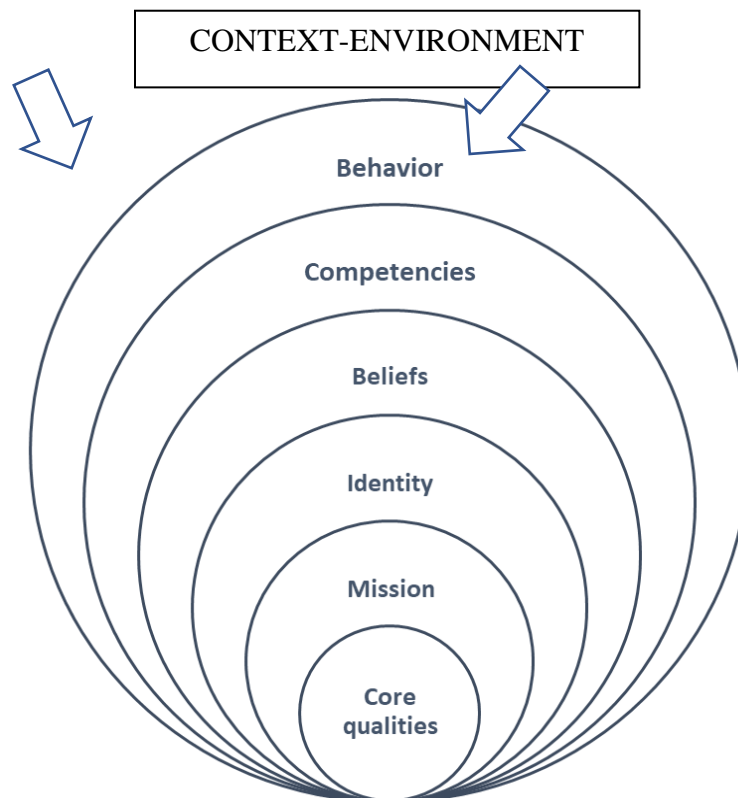 CONTEXT-ENVIRONMENT
Behavior
Competencies
Beliefs
Identity
Mission
Core
qualities